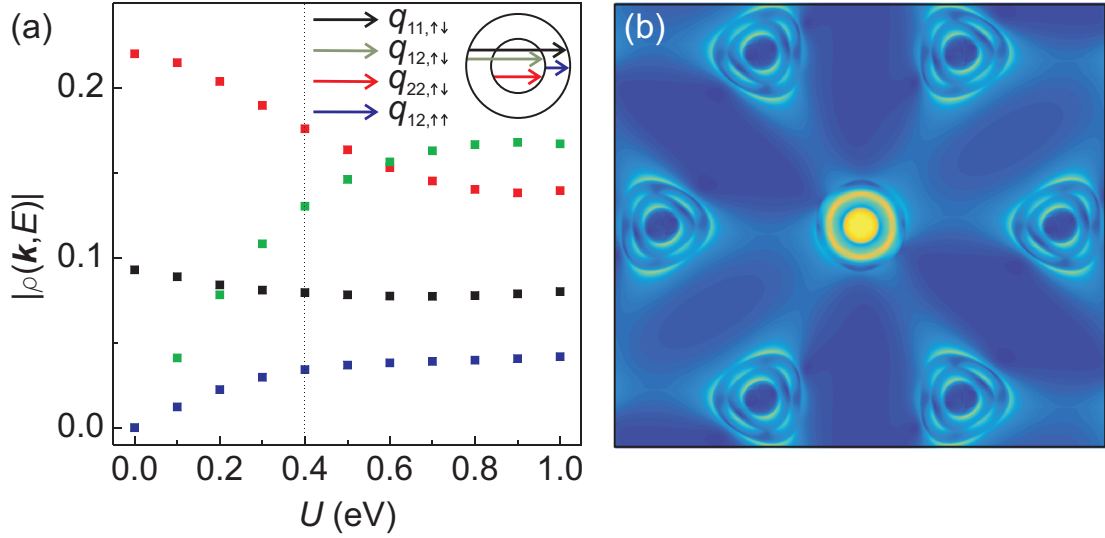 (a)
q11,↑↓
q12,↑↓
q22,↑↓
q12,↑↑
|ρ(k,E)|
0.2
0.1
0.0
0.0 0.2 0.4 0.6 0.8 1.0
U (eV)
(b)